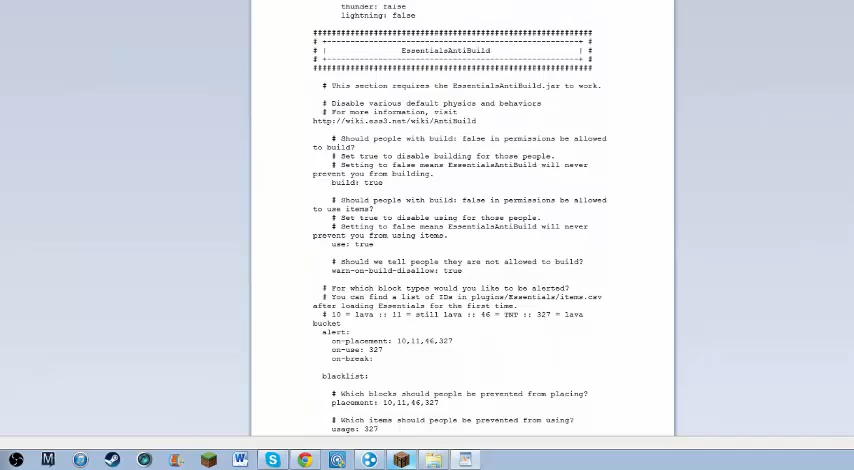 thunder: false
lightning: false
############################################################
# +------------------------------------------------------+ #
# |                 EssentialsAntiBuild                  | #
# +------------------------------------------------------+ #
############################################################
# This section requires the EssentialsAntiBuild.jar to work.
# Disable various default physics and behaviors
# For more information, visit
http://wiki.ess3.net/wiki/AntiBuild
# Should people with build: false in permissions be allowed
to build?
# Set true to disable building for those people.
# Setting to false means EssentialsAntiBuild will never
prevent you from building.
build: true
# Should people with build: false in permissions be allowed
to use items?
# Set true to disable using for those people.
# Setting to false means EssentialsAntiBuild will never
prevent you from using items.
use: true
# Should we tell people they are not allowed to build?
warn-on-build-disallow: true
# For which block types would you like to be alerted?
# You can find a list of IDs in plugins/Essentials/items.csv
after loading Essentials for the first time.
# 10 = lava :: 11 = still lava :: 46 = TNT :: 327 = lava
bucket
alert:
on-placement: 10,11,46,327
on-use: 327
on-break:
blacklist:
# Which blocks should people be prevented from placing?
placement: 10,11,46,327
# Which items should people be prevented from using?
usage: 327